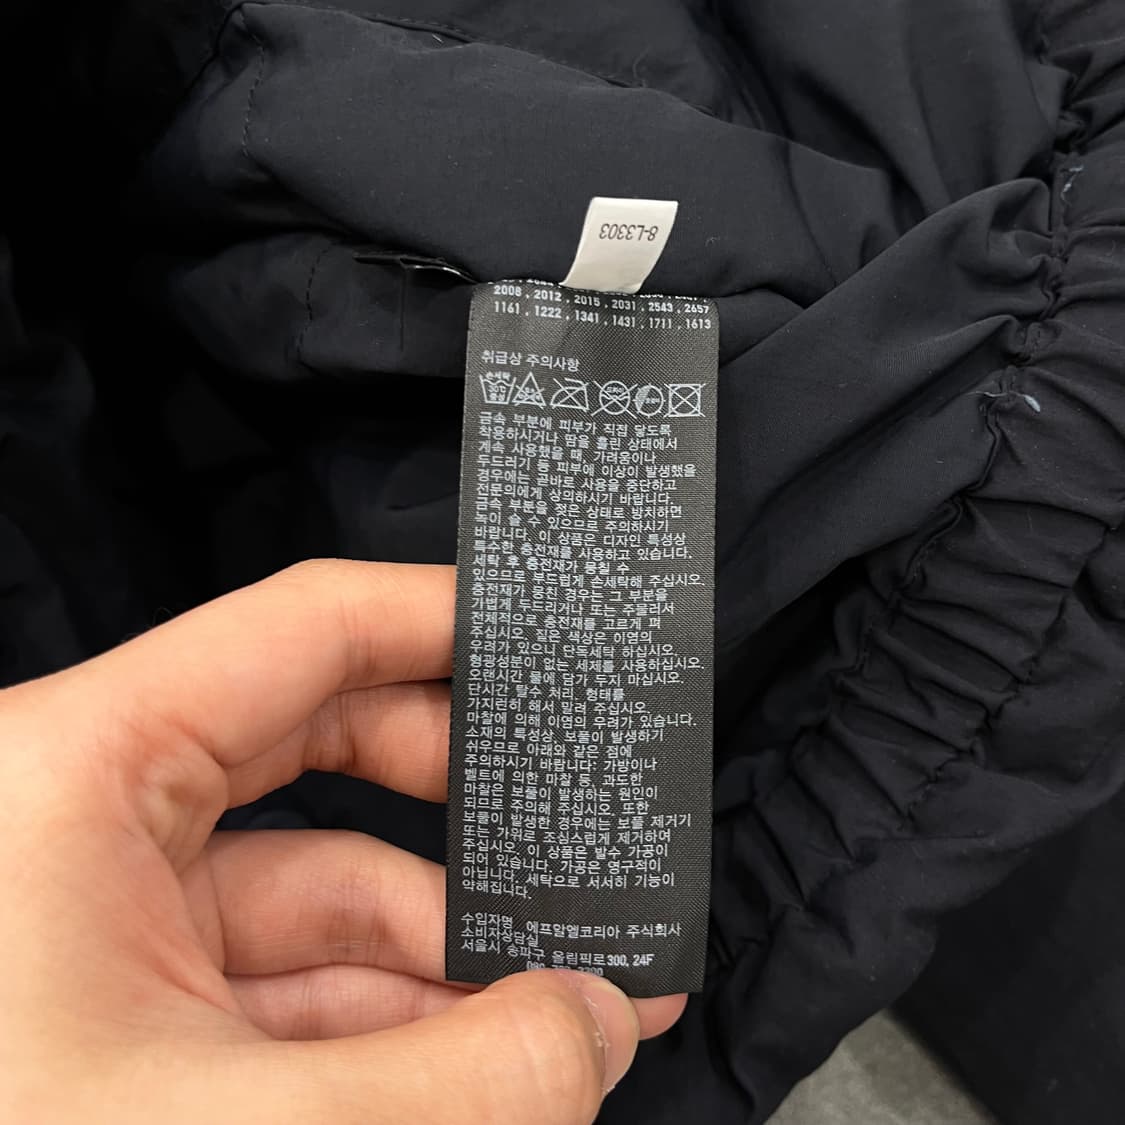 8-L3303
2008 , 2012 , 2015 , 2031 , 2543 , 2657
1161 , 1222 , 1341 , 1431 , 1711 , 1613
취급상 주의사항
손세탁
30℃
중성
금속 부분에 피부가 직접 닿도록
착용하시거나 땀을 흘린 상태에서
계속 사용했을 때, 가려움이나
두드러기 등 피부에 이상이 발생했을
경우에는 곧바로 사용을 중단하고
전문의에게 상의하시기 바랍니다.
금속 부분을 젖은 상태로 방치하면
녹이 슬 수 있으므로 주의하시기
바랍니다. 이 상품은 디자인 특성상
특수한 충전재를 사용하고 있습니다.
세탁 후 충전재가 뭉칠 수
있으므로 부드럽게 손세탁해 주십시오.
충전재가 뭉친 경우는 그 부분을
가볍게 두드리거나 또는 주물러서
전체적으로 충전재를 고르게 펴
주십시오. 짙은 색상은 이염의
우려가 있으니 단독세탁 하십시오.
형광성분이 없는 세제를 사용하십시오.
오랜시간 물에 담가 두지 마십시오.
단시간 탈수 처리. 형태를
가지런히 해서 말려 주십시오.
마찰에 의해 이염의 우려가 있습니다.
소재의 특성상, 보풀이 발생하기
쉬우므로 아래와 같은 점에
주의하시기 바랍니다: 가방이나
벨트에 의한 마찰 등, 과도한
마찰은 보풀이 발생하는 원인이
되므로 주의해 주십시오. 또한
보풀이 발생한 경우에는 보풀 제거기
또는 가위로 조심스럽게 제거하여
주십시오. 이 상품은 발수 가공이
되어 있습니다. 가공은 영구적이
아닙니다. 세탁으로 서서히 기능이
약해집니다.
수입자명 에프알엘코리아 주식회사
소비자상담실
서울시 송파구 올림픽로300, 24F